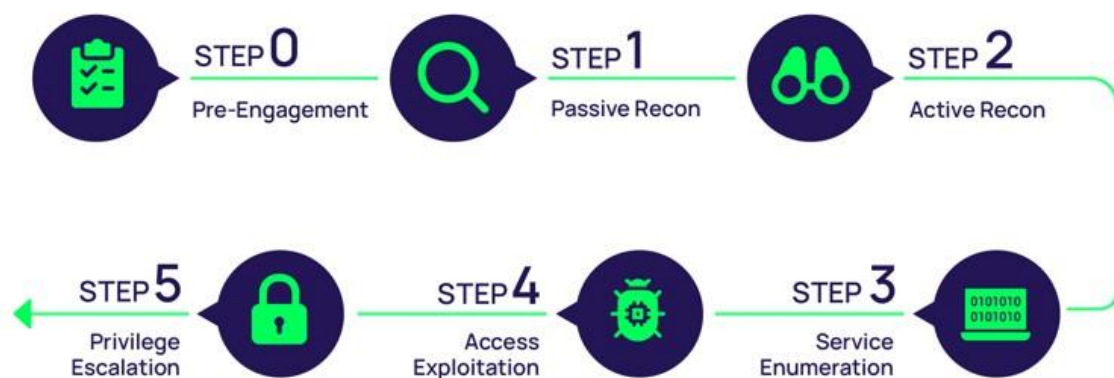 STEP 0
Pre-Engagement
STEP 1
Passive Recon
STEP 2
Active Recon
STEP 3
Service
Enumeration
0101010
0101010
STEP 4
Access
Exploitation
STEP 5
Privilege
Escalation